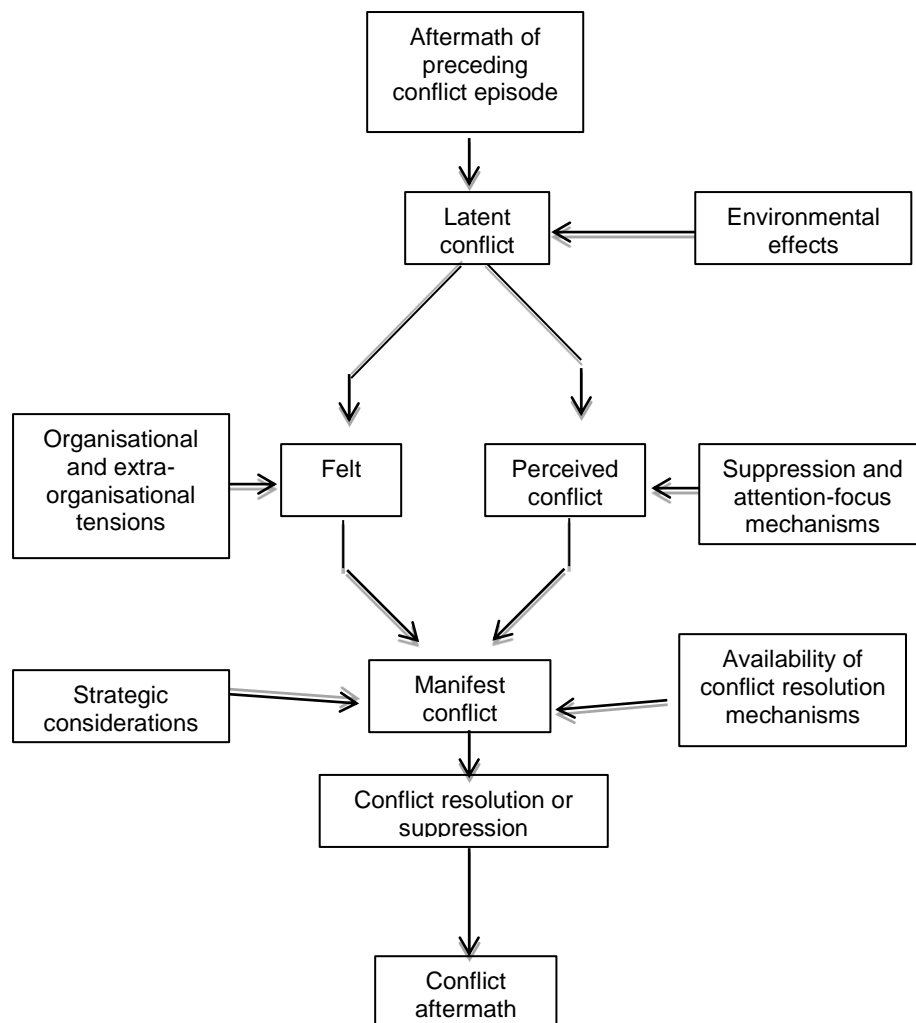 Aftermath of
preceding
conflict episode
Latent
conflict
Environmental
effects
Organisational
and extra-
organisational
tensions
Felt
Perceived
conflict
Suppression and
attention-focus
mechanisms
Strategic
considerations
Manifest
conflict
Availability of
conflict resolution
mechanisms
Conflict resolution or
suppression
Conflict
aftermath